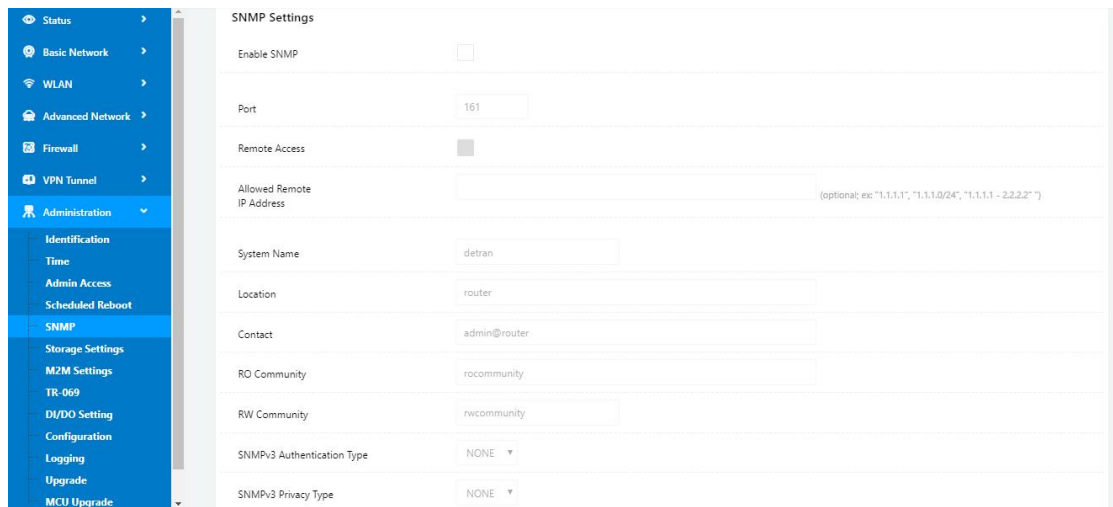 Status
Basic Network
WLAN
Advanced Network
Firewall
VPN Tunnel
Administration
Identification
Time
Admin Access
Scheduled Reboot
SNMP
Storage Settings
M2M Settings
TR-069
DI/DO Setting
Configuration
Logging
Upgrade
MCU Upgrade
SNMP Settings
Enable SNMP
Port 161
Remote Access
Allowed Remote
IP Address
(optional; ex: "1.1.1.1", "1.1.1.0/24", "1.1.1.1 - 2.2.2.2" ")
System Name detran
Location router
Contact admin@router
RO Community rocommunity
RW Community rwcommunity
SNMPv3 Authentication Type NONE
SNMPv3 Privacy Type NONE